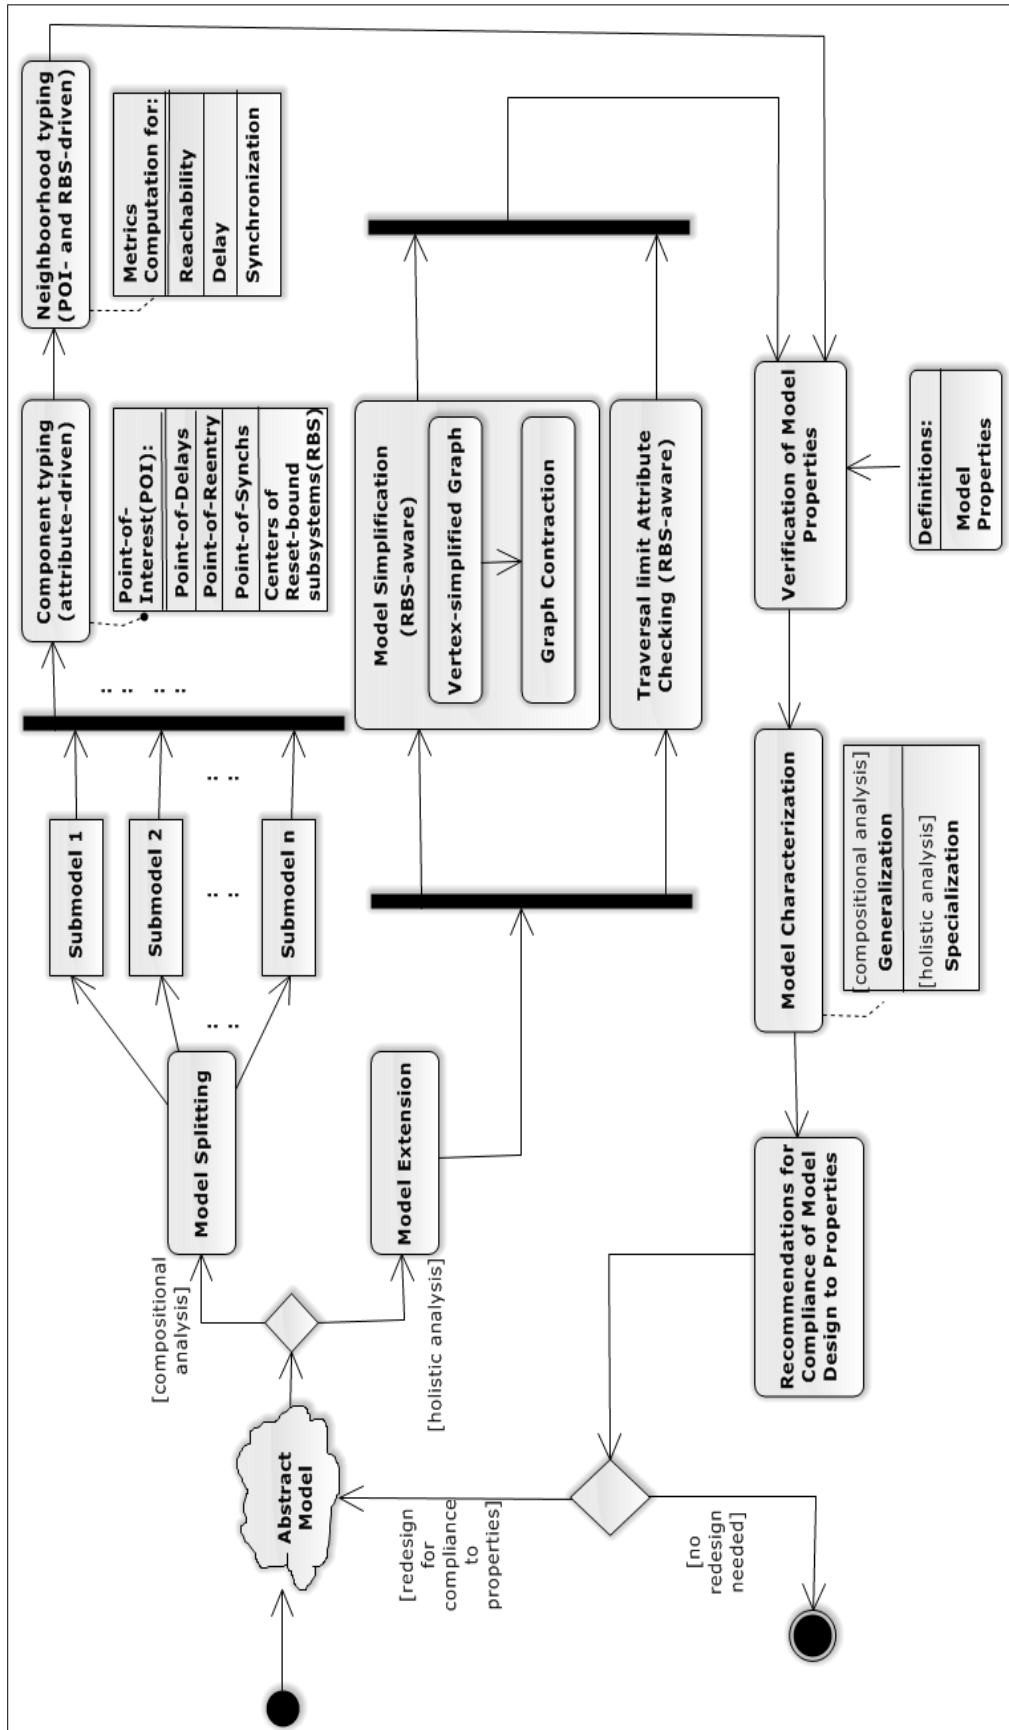 Abstract
Model
[compositional
analysis]
[holistic analysis]
Model Splitting
Model Extension
Submodel 1
Submodel 2
Submodel n
.. ..
.. ..
.. ..
.. .. .. ..
Component typing
(attribute-driven)
Point-of-
Interest(POI):
Point-of-Delays
Point-of-Reentry
Point-of-Synchs
Centers of
Reset-bound
subsystems(RBS)
Neighboorhood typing
(POI- and RBS-driven)
Metrics
Computation for:
Reachability
Delay
Synchronization
Model Simplification
(RBS-aware)
Vertex-simplified Graph
Graph Contraction
Traversal limit Attribute
Checking (RBS-aware)
Verification of Model
Properties
Definitions:
Model
Properties
Model Characterization
[compositional analysis]
Generalization
[holistic analysis]
Specialization
Recommendations for
Compliance of Model
Design to Properties
[redesign
for
compliance
to
properties]
[no
redesign
needed]